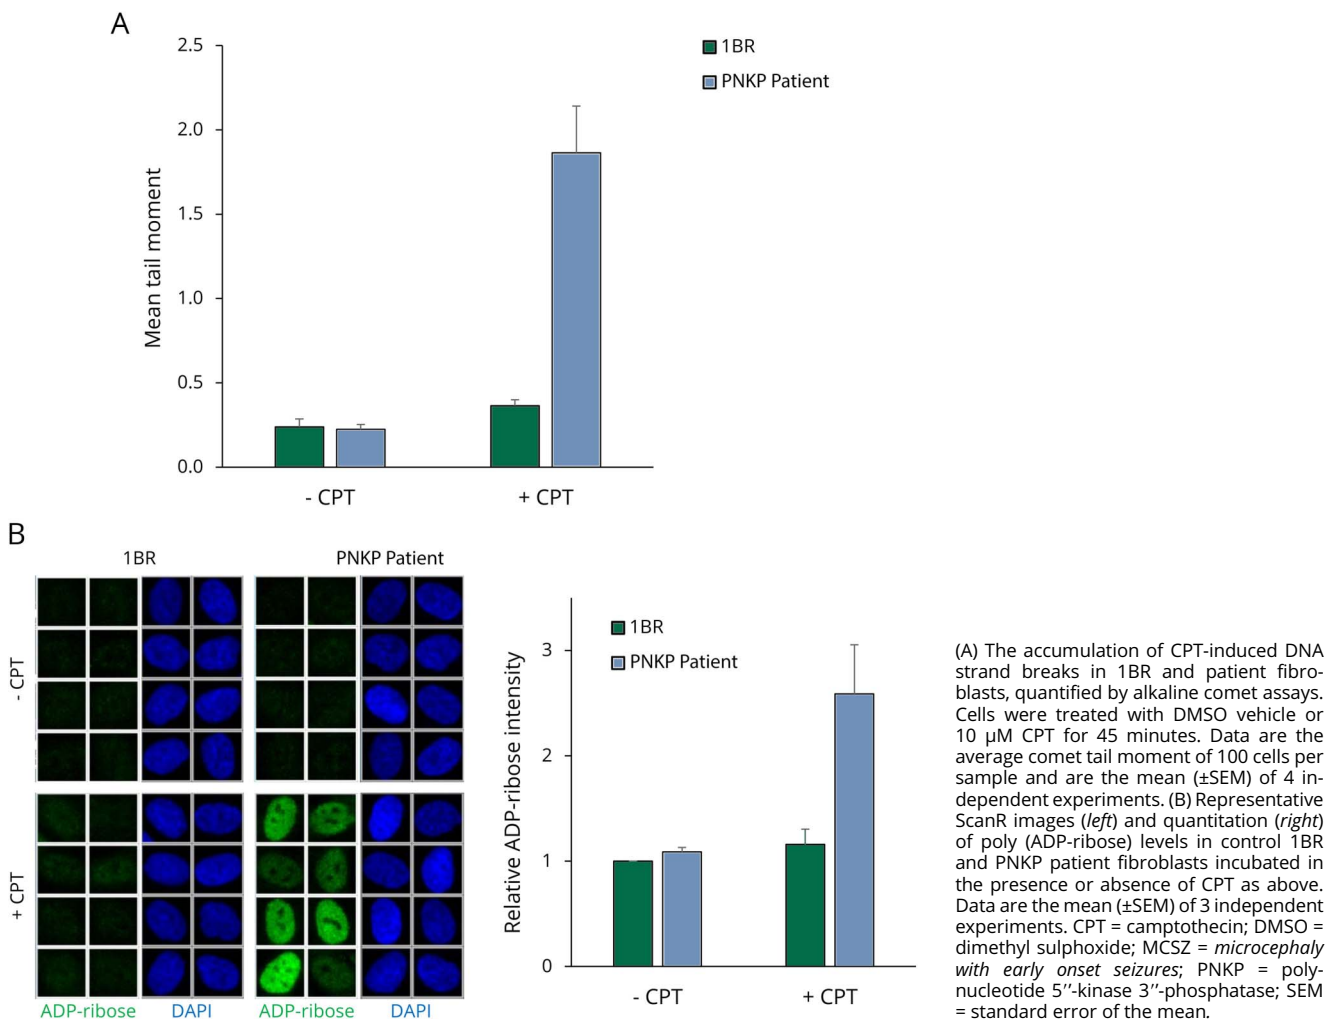 A
2.5
2.0
1.5
1.0
0.5
0.0
Mean tail moment
1BR
PNKP Patient
- CPT
+ CPT
B
1BR
PNKP Patient
- CPT
+ CPT
ADP-ribose
DAPI
ADP-ribose
DAPI
Relative ADP-ribose intensity
3
2
1
0
1BR
PNKP Patient
- CPT
+ CPT
(A) The accumulation of CPT-induced DNA
strand breaks in 1BR and patient fibro-
blasts, quantified by alkaline comet assays.
Cells were treated with DMSO vehicle or
10 µM CPT for 45 minutes. Data are the
average comet tail moment of 100 cells per
sample and are the mean (±SEM) of 4 in-
dependent experiments. (B) Representative
ScanR images (left) and quantitation (right)
of poly (ADP-ribose) levels in control 1BR
and PNKP patient fibroblasts incubated in
the presence or absence of CPT as above.
Data are the mean (±SEM) of 3 independent
experiments. CPT = camptothecin; DMSO =
dimethyl sulphoxide; MCSZ = microcephaly
with early onset seizures; PNKP = poly-
nucleotide 5′′-kinase 3′′-phosphatase; SEM
= standard error of the mean.